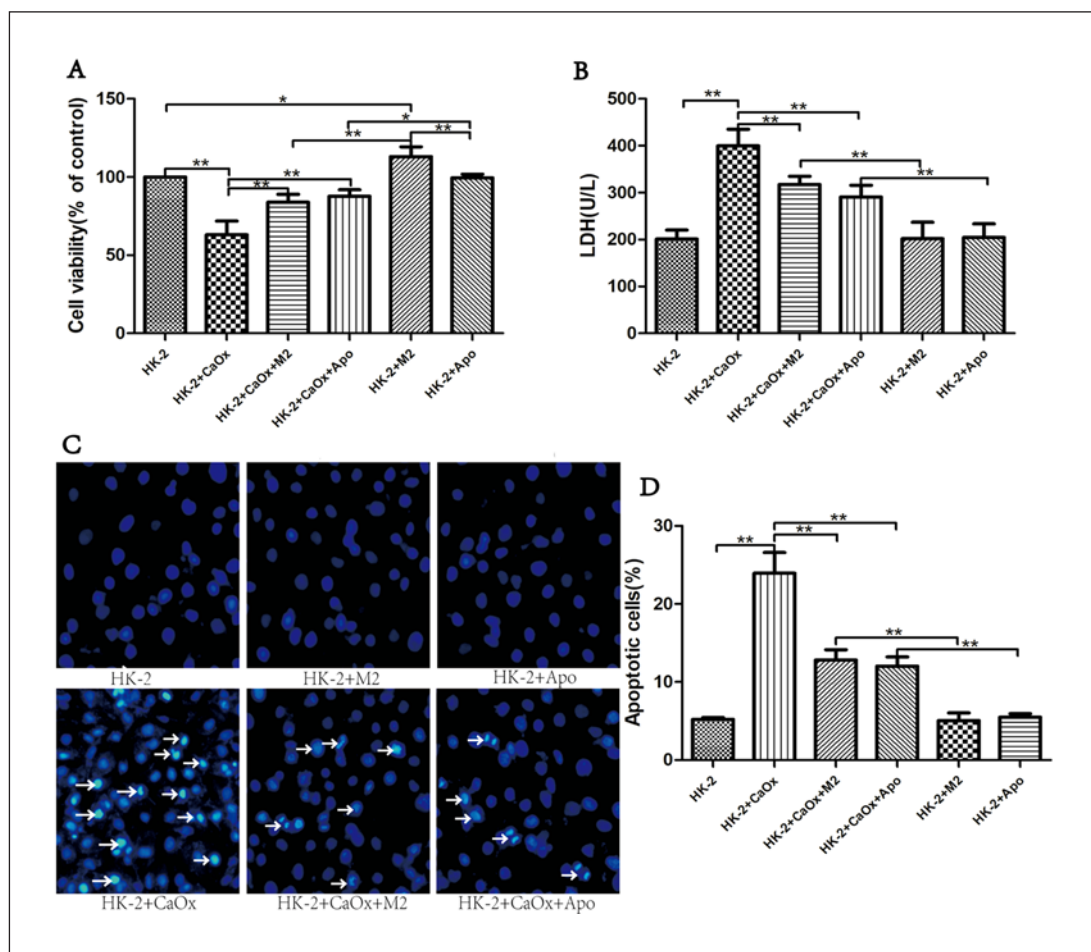 A
Cell viability(% of control)
150
100
50
0
*
*
**
**
**
**
**
HK-2
HK-2+CaOx
HK-2+CaOx+M2
HK-2+CaOx+Apo
HK-2+M2
HK-2+Apo
B
LDH(U/L)
500
400
300
200
100
0
**
**
**
**
**
HK-2
HK-2+CaOx
HK-2+CaOx+M2
HK-2+CaOx+Apo
HK-2+M2
HK-2+Apo
C
HK-2
HK-2+M2
HK-2+Apo
HK-2+CaOx
HK-2+CaOx+M2
HK-2+CaOx+Apo
D
Apoptotic cells(%)
30
20
10
0
**
**
**
**
**
HK-2
HK-2+CaOx
HK-2+CaOx+M2
HK-2+CaOx+Apo
HK-2+M2
HK-2+Apo